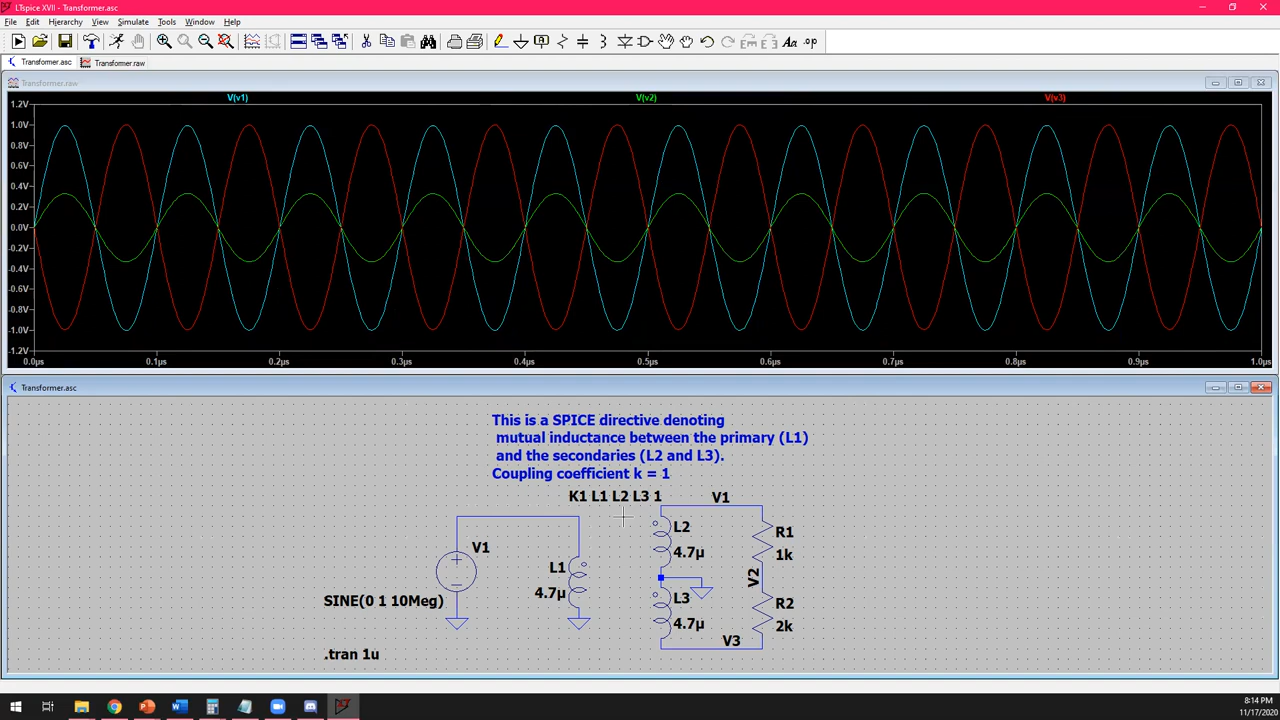 LTspice XVII - Transformer.asc
File Edit Hierarchy View Simulate Tools Window Help
Transfomer.asc Transfomer.raw
Transfomer.raw
V(v1) V(v2) V(v3)
1.2V
1.0V
0.8V
0.6V
0.4V
0.2V
0.0V
-0.2V
-0.4V
-0.6V
-0.8V
-1.0V
-1.2V
0.0µs 0.1µs 0.2µs 0.3µs 0.4µs 0.5µs 0.6µs 0.7µs 0.8µs 0.9µs 1.0µs
Transfomer.asc
This is a SPICE directive denoting
mutual inductance between the primary (L1)
and the secondaries (L2 and L3).
Coupling coefficient k = 1
K1 L1 L2 L3 1
V1
L2
4.7µ
R1
1k
V1
L1
4.7µ
V2
L3
4.7µ
R2
2k
SINE(0 1 10Meg)
V3
.tran 1u
8:14 PM
11/17/2020